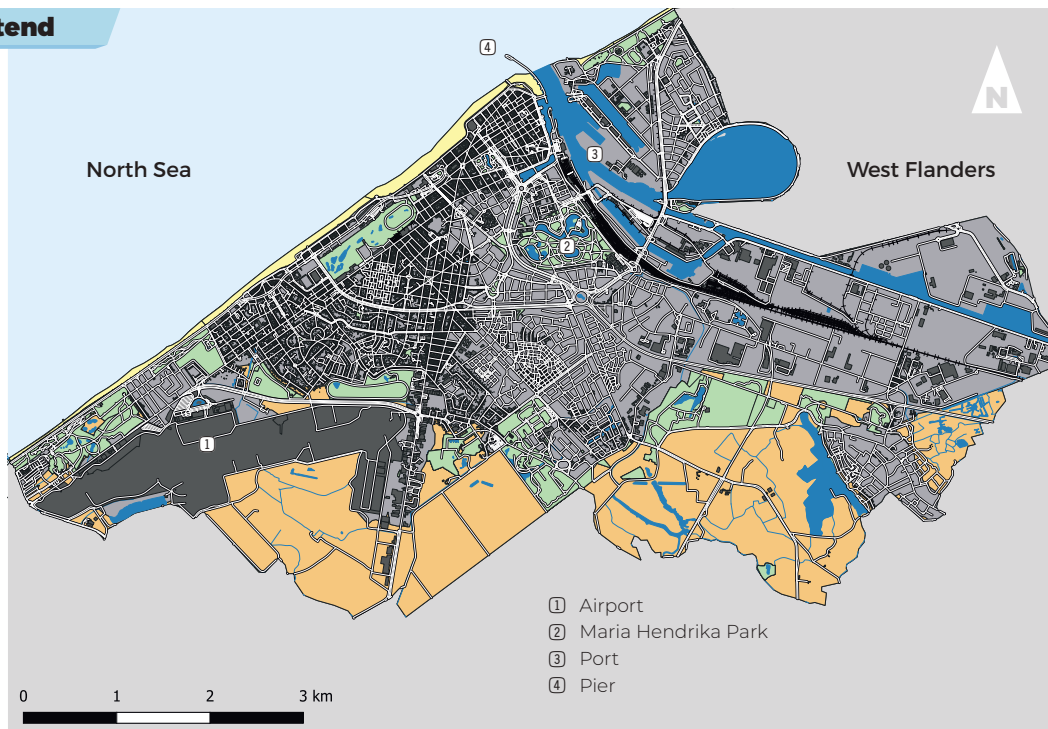 tend
4
N
3
North Sea
West Flanders
2
1
1 Airport
2 Maria Hendrika Park
3 Port
4 Pier
0 1 2 3 km